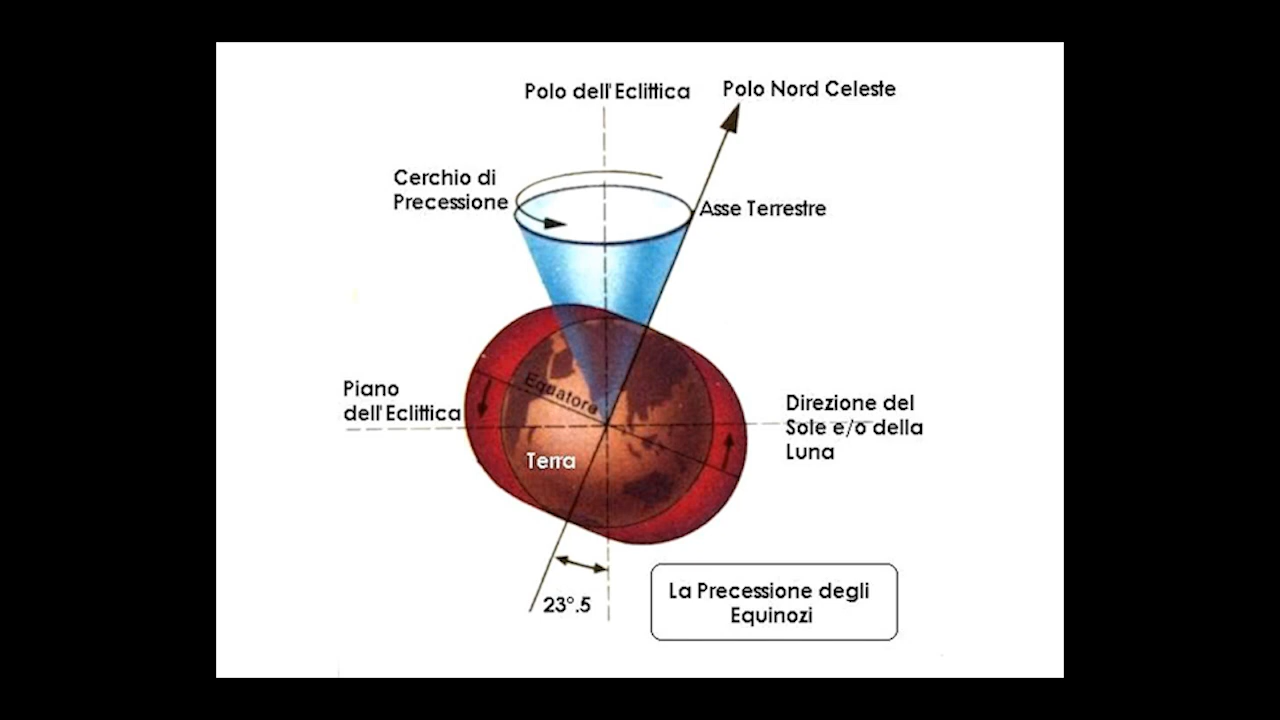 Polo dell'Eclittica
Polo Nord Celeste
Cerchio di
Precessione
Asse Terrestre
Equatore
Piano
dell'Eclittica
Direzione del
Sole e/o della
Luna
Terra
23°.5
La Precessione degli
Equinozi